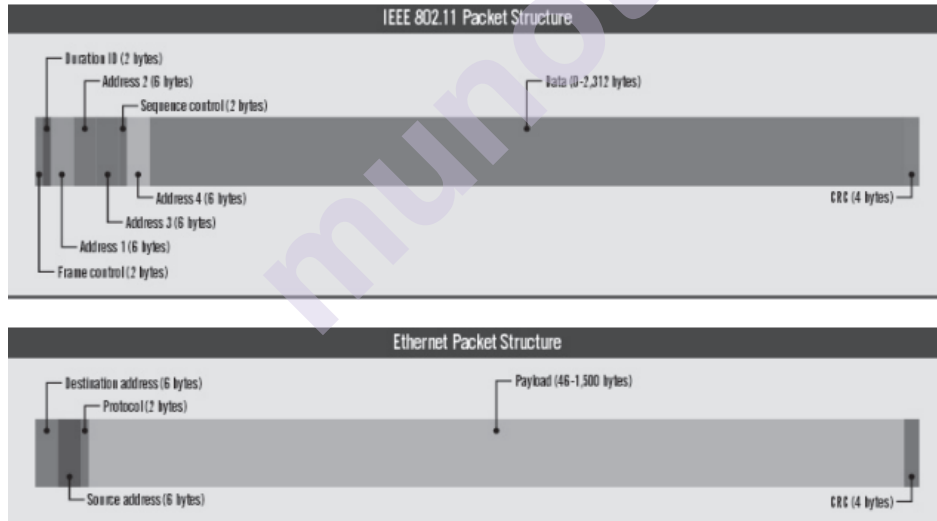 IEEE 802.11 Packet Structure
Duration ID (2 bytes)
Address 2 (6 bytes)
Sequence control (2 bytes)
Data (0-2,312 bytes)
Address 4 (6 bytes)
CRC (4 bytes)
Address 3 (6 bytes)
Address 1 (6 bytes)
Frame control (2 bytes)
Ethernet Packet Structure
Destination address (6 bytes)
Payload (46-1,500 bytes)
Protocol (2 bytes)
Source address (6 bytes)
CRC (4 bytes)